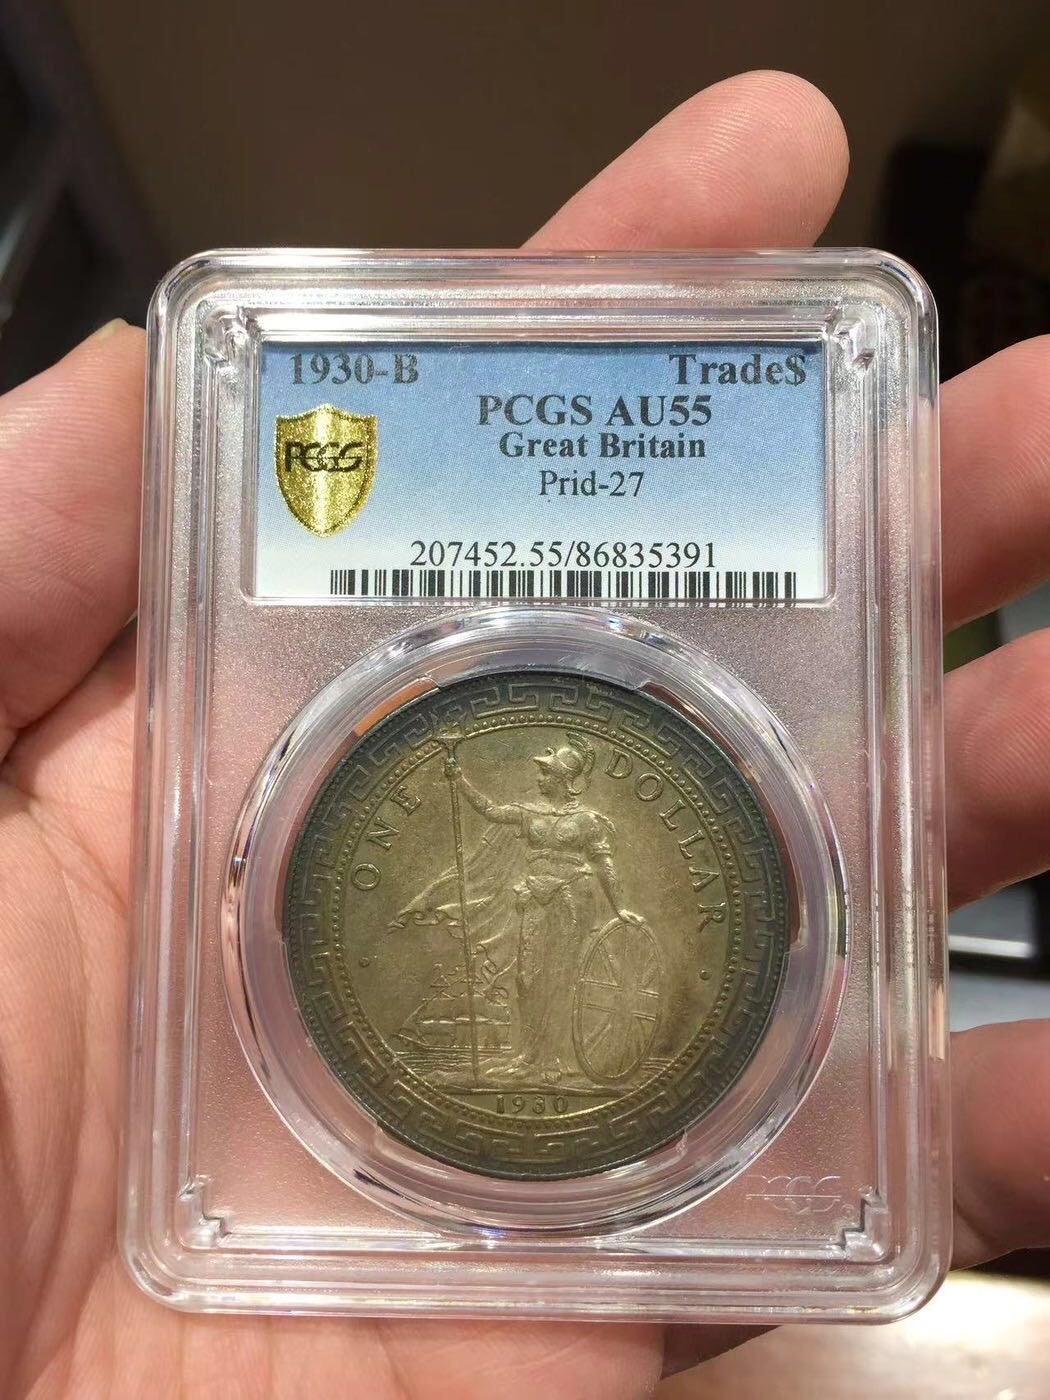 1930-B Trade$
PCGS AU55
Great Britain
PCGS
Prid-27
207452.55/86835391
ONE DOLLAR
1930
PCGS